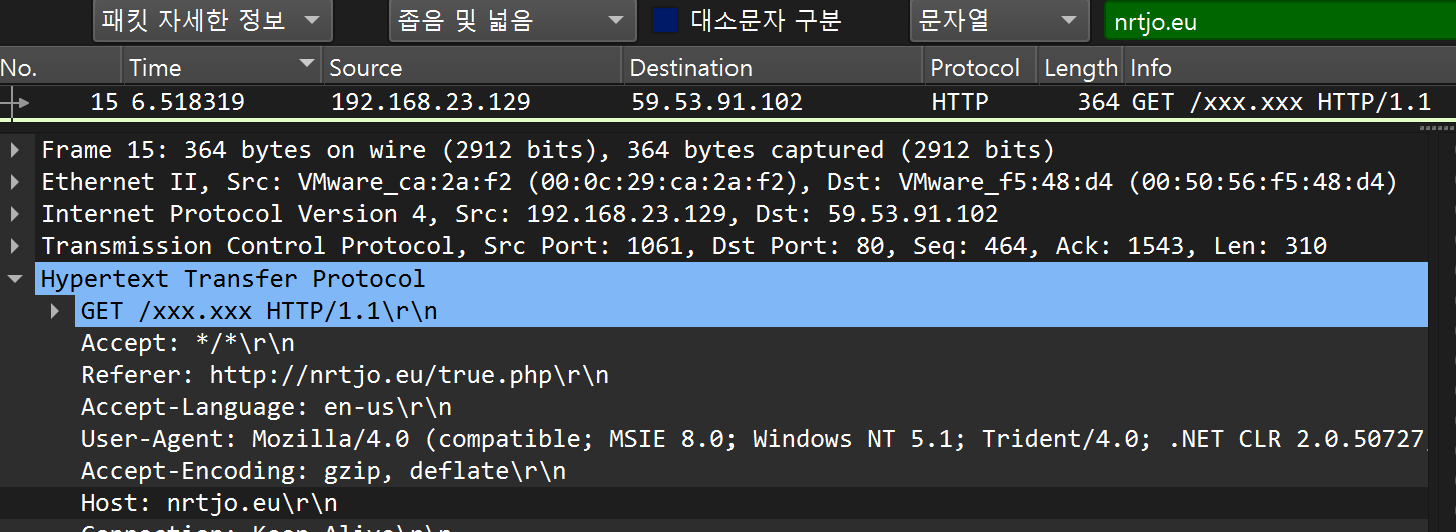 패킷 자세한 정보 좁음 및 넓음 대소문자 구분 문자열 nrtjo.eu
No. Time Source Destination Protocol Length Info
15 6.518319 192.168.23.129 59.53.91.102 HTTP 364 GET /xxx.xxx HTTP/1.1
Frame 15: 364 bytes on wire (2912 bits), 364 bytes captured (2912 bits)
Ethernet II, Src: VMware_ca:2a:f2 (00:0c:29:ca:2a:f2), Dst: VMware_f5:48:d4 (00:50:56:f5:48:d4)
Internet Protocol Version 4, Src: 192.168.23.129, Dst: 59.53.91.102
Transmission Control Protocol, Src Port: 1061, Dst Port: 80, Seq: 464, Ack: 1543, Len: 310
Hypertext Transfer Protocol
GET /xxx.xxx HTTP/1.1\r\n
Accept: */*\r\n
Referer: http://nrtjo.eu/true.php\r\n
Accept-Language: en-us\r\n
User-Agent: Mozilla/4.0 (compatible; MSIE 8.0; Windows NT 5.1; Trident/4.0; .NET CLR 2.0.50727;
Accept-Encoding: gzip, deflate\r\n
Host: nrtjo.eu\r\n
Connection: Keep-Alive\r\n